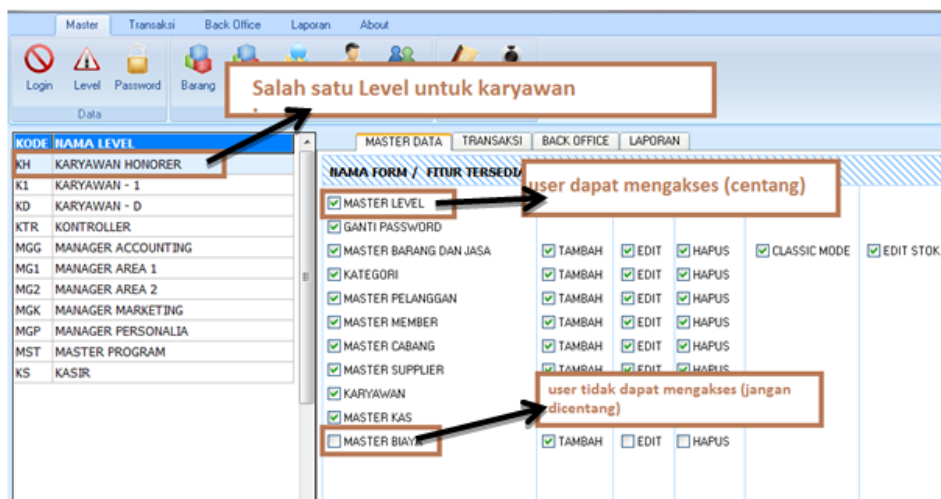 Master Transaksi Back Office Laporan About
Login Level Password Barang
Data
Salah satu Level untuk karyawan
KODE NAMA LEVEL
KH KARYAWAN HONORER
K1 KARYAWAN - 1
KD KARYAWAN - D
KTR KONTROLLER
MGG MANAGER ACCOUNTING
MG1 MANAGER AREA 1
MG2 MANAGER AREA 2
MGK MANAGER MARKETING
MGP MANAGER PERSONALIA
MST MASTER PROGRAM
KS KASIR
MASTER DATA TRANSAKSI BACK OFFICE LAPORAN
NAMA FORM / FITUR TERSEDIA
user dapat mengakses (centang)
MASTER LEVEL
GANTI PASSWORD
MASTER BARANG DAN JASA TAMBAH EDIT HAPUS CLASSIC MODE EDIT STOK
KATEGORI TAMBAH EDIT HAPUS
MASTER PELANGGAN TAMBAH EDIT HAPUS
MASTER MEMBER TAMBAH EDIT HAPUS
MASTER CABANG TAMBAH EDIT HAPUS
MASTER SUPPLIER TAMBAH EDIT HAPUS
KARYAWAN
user tidak dapat mengakses (jangan
dicentang)
MASTER KAS
MASTER BIAYA TAMBAH EDIT HAPUS